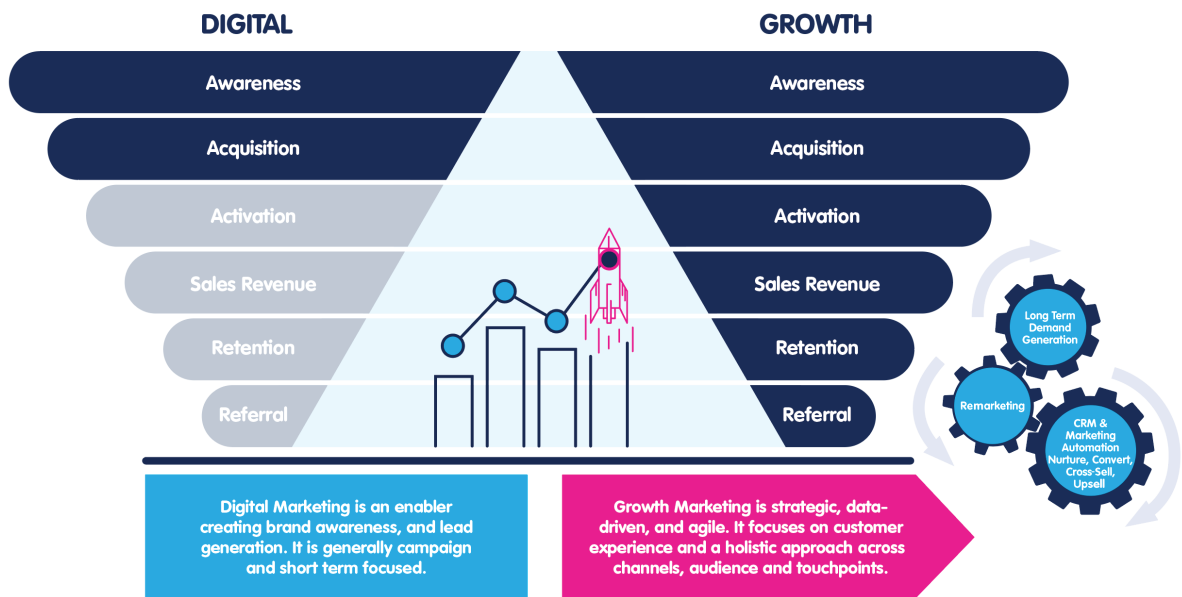 DIGITAL
GROWTH
Awareness
Awareness
Acquisition
Acquisition
Activation
Activation
Sales Revenue
Sales Revenue
Retention
Retention
Referral
Referral
Long Term
Demand
Generation
Remarketing
CRM &
Marketing
Automation
Nurture, Convert,
Cross-Sell,
Upsell
Digital Marketing is an enabler
creating brand awareness, and lead
generation. It is generally campaign
and short term focused.
Growth Marketing is strategic, data-
driven, and agile. It focuses on customer
experience and a holistic approach across
channels, audience and touchpoints.